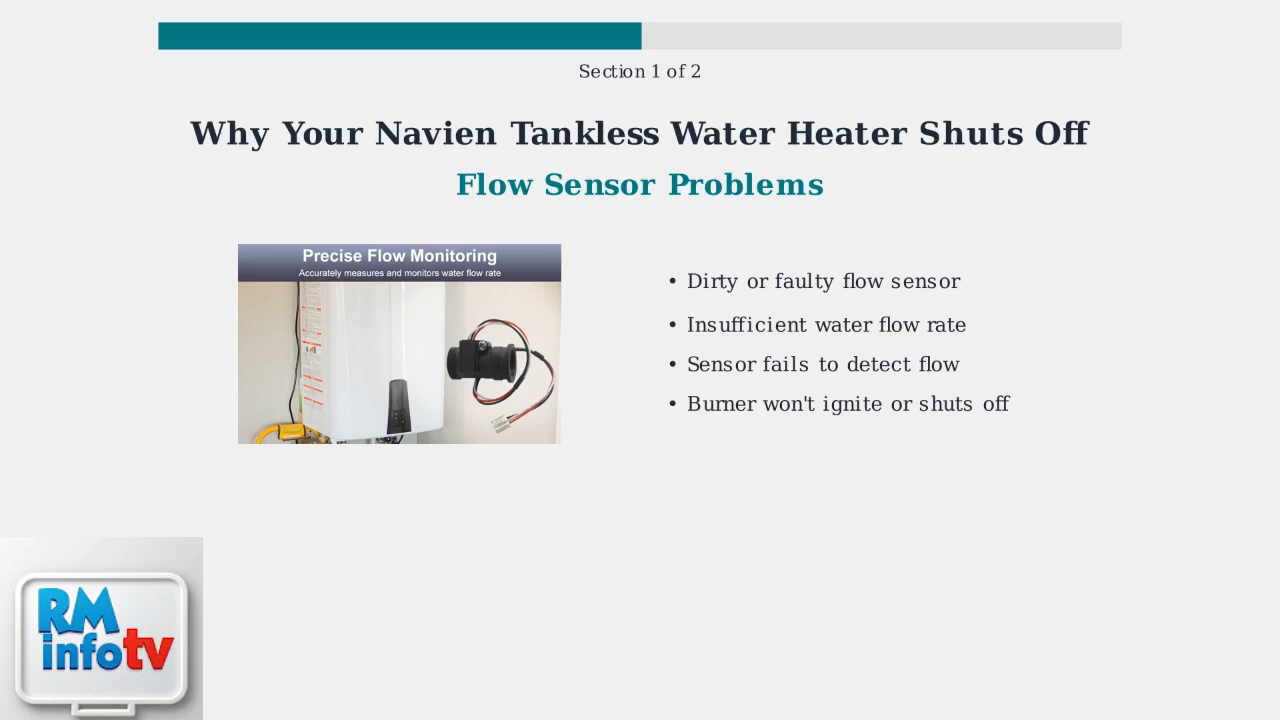 Section 1 of 2
Why Your Navien Tankless Water Heater Shuts Off
Flow Sensor Problems
Precise Flow Monitoring
Accurately measures and monitors water flow rate
• Dirty or faulty flow sensor
• Insufficient water flow rate
• Sensor fails to detect flow
• Burner won't ignite or shuts off
RM
infotv